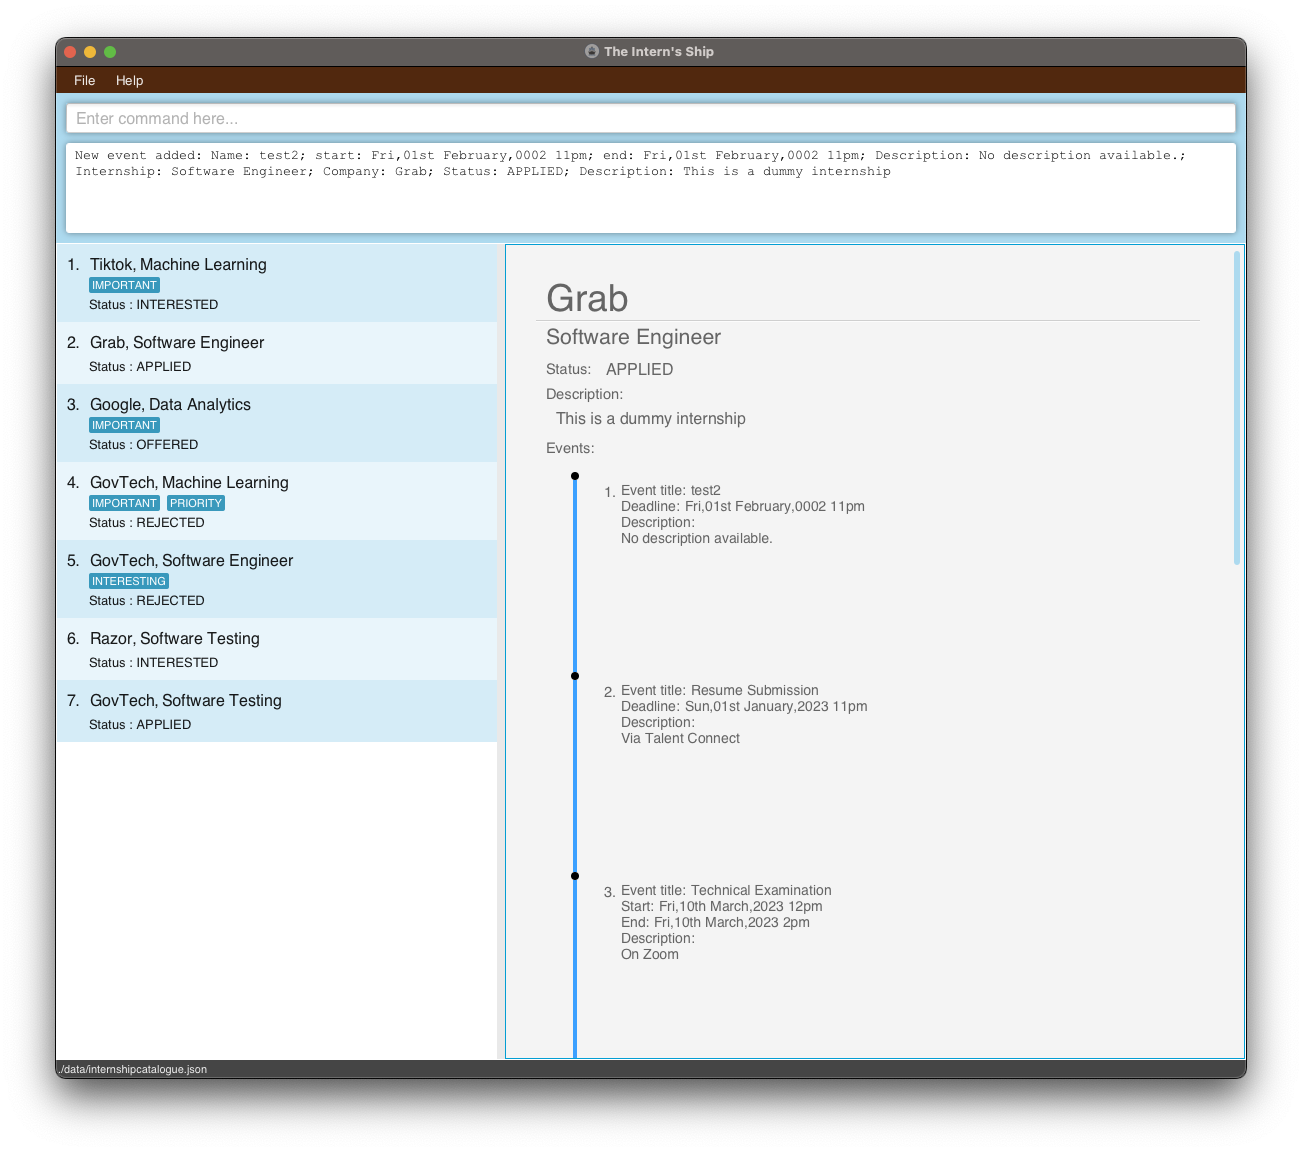 The Intern's Ship
File Help
Enter command here...
New event added: Name: test2; start: Fri,01st February,0002 11pm; end: Fri,01st February,0002 11pm; Description: No description available.;
Internship: Software Engineer; Company: Grab; Status: APPLIED; Description: This is a dummy internship
1. Tiktok, Machine Learning
IMPORTANT
Status : INTERESTED
2. Grab, Software Engineer
Status : APPLIED
3. Google, Data Analytics
IMPORTANT
Status : OFFERED
4. GovTech, Machine Learning
IMPORTANT PRIORITY
Status : REJECTED
5. GovTech, Software Engineer
INTERESTING
Status : REJECTED
6. Razor, Software Testing
Status : INTERESTED
7. GovTech, Software Testing
Status : APPLIED
Grab
Software Engineer
Status: APPLIED
Description:
This is a dummy internship
Events:
1. Event title: test2
Deadline: Fri,01st February,0002 11pm
Description:
No description available.
2. Event title: Resume Submission
Deadline: Sun,01st January,2023 11pm
Description:
Via Talent Connect
3. Event title: Technical Examination
Start: Fri,10th March,2023 12pm
End: Fri,10th March,2023 2pm
Description:
On Zoom
./data/internshipcatalogue.json